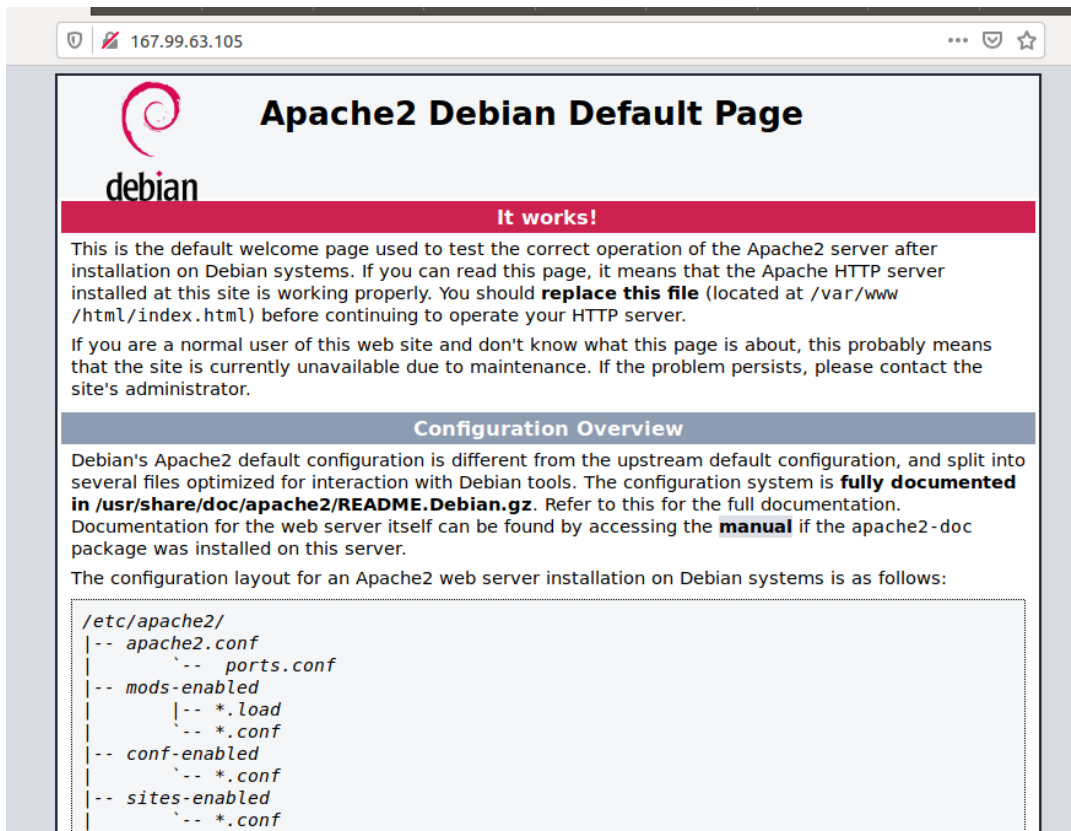 167.99.63.105
debian
Apache2 Debian Default Page
It works!
This is the default welcome page used to test the correct operation of the Apache2 server after
installation on Debian systems. If you can read this page, it means that the Apache HTTP server
installed at this site is working properly. You should replace this file (located at /var/www
/html/index.html) before continuing to operate your HTTP server.
If you are a normal user of this web site and don't know what this page is about, this probably means
that the site is currently unavailable due to maintenance. If the problem persists, please contact the
site's administrator.
Configuration Overview
Debian's Apache2 default configuration is different from the upstream default configuration, and split into
several files optimized for interaction with Debian tools. The configuration system is fully documented
in /usr/share/doc/apache2/README.Debian.gz. Refer to this for the full documentation.
Documentation for the web server itself can be found by accessing the manual if the apache2-doc
package was installed on this server.
The configuration layout for an Apache2 web server installation on Debian systems is as follows:
/etc/apache2/
|-- apache2.conf
|       `--  ports.conf
|-- mods-enabled
|       |-- *.load
|       `-- *.conf
|-- conf-enabled
|       `-- *.conf
|-- sites-enabled
|       `-- *.conf